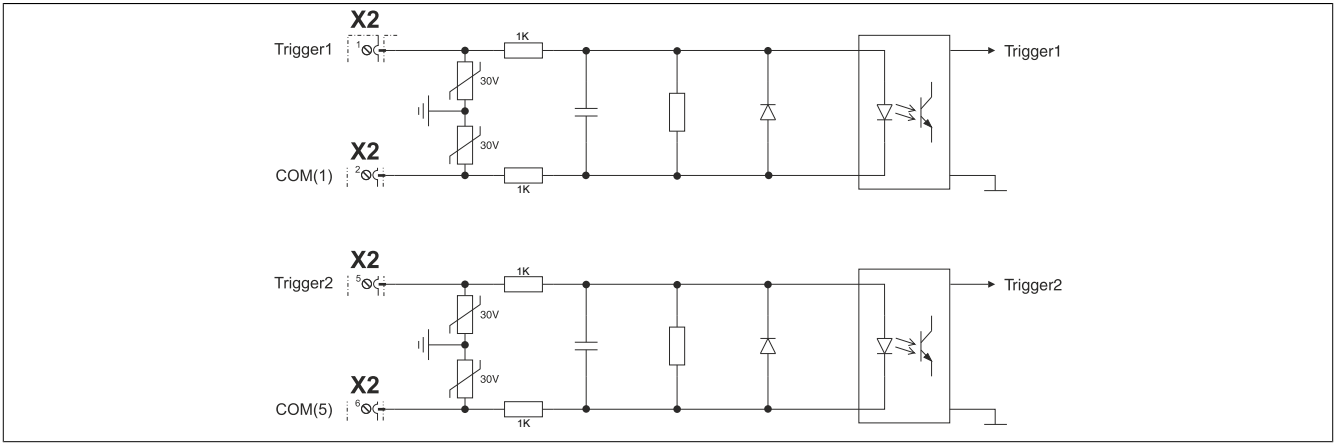 X2
Trigger1
1
1K
Trigger1
30V
30V
X2
COM(1)
2
1K
X2
Trigger2
5
1K
Trigger2
30V
30V
X2
COM(5)
6
1K